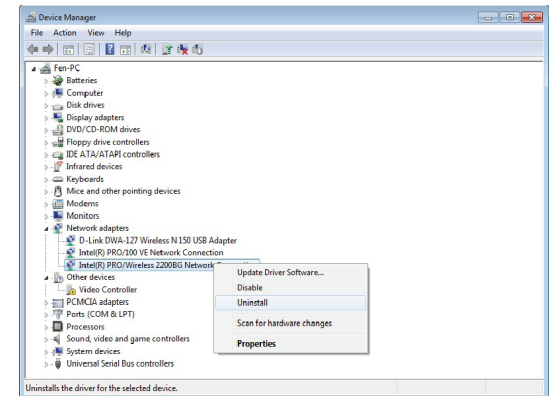 Device Manager
File Action View Help
Fen-PC
Batteries
Computer
Disk drives
Display adapters
DVD/CD-ROM drives
Floppy drive controllers
IDE ATA/ATAPI controllers
Infrared devices
Keyboards
Mice and other pointing devices
Modems
Monitors
Network adapters
D-Link DWA-127 Wireless N 150 USB Adapter
Intel(R) PRO/100 VE Network Connection
Intel(R) PRO/Wireless 2200BG Network
Update Driver Software...
Disable
Uninstall
Scan for hardware changes
Properties
Other devices
Video Controller
PCMCIA adapters
Ports (COM & LPT)
Processors
Sound, video and game controllers
System devices
Universal Serial Bus controllers
Uninstalls the driver for the selected device.